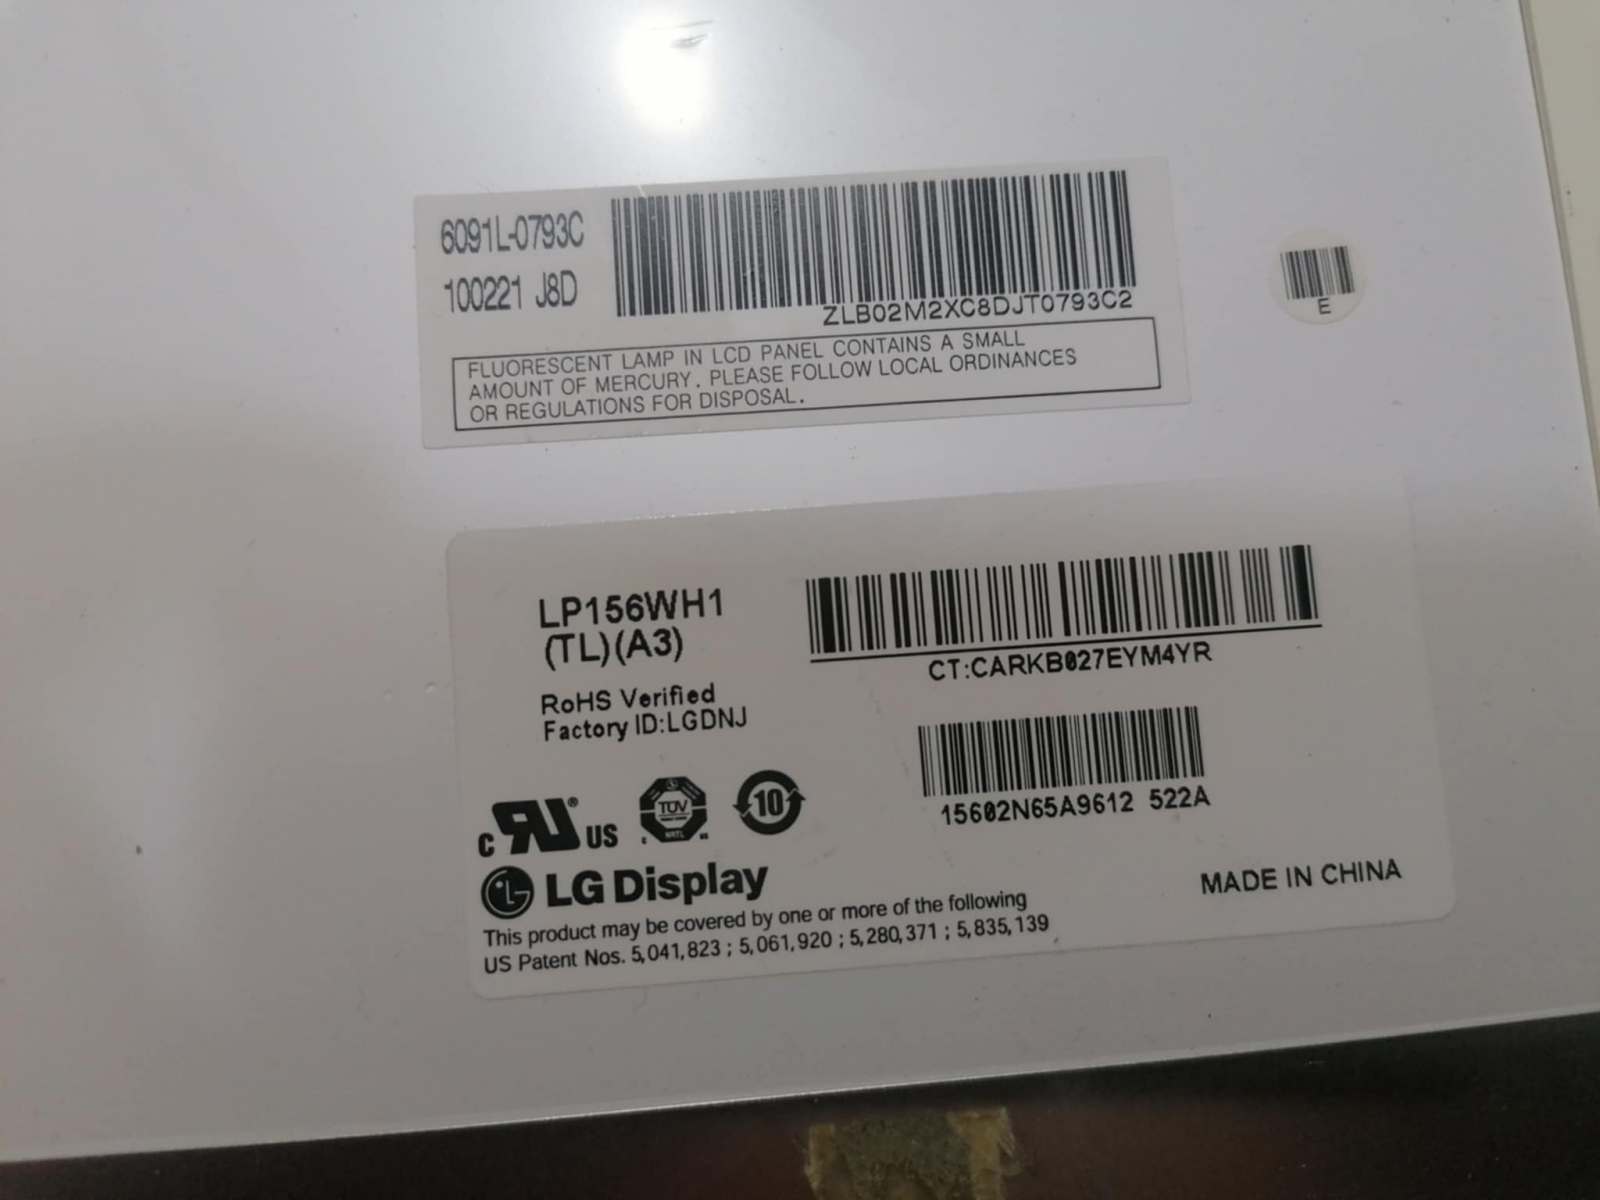 6091L-0793C
100221 J8D
ZLB02M2XC8DJT0793C2
FLUORESCENT LAMP IN LCD PANEL CONTAINS A SMALL
AMOUNT OF MERCURY. PLEASE FOLLOW LOCAL ORDINANCES
OR REGULATIONS FOR DISPOSAL.
E
LP156WH1
(TL)(A3)
CT:CARKB027EYM4YR
RoHS Verified
Factory ID:LGDNJ
15602N65A9612 522A
c RU ® US
TÜV
NRTL
10
LG Display
MADE IN CHINA
This product may be covered by one or more of the following
US Patent Nos. 5,041,823 ; 5,061,920 ; 5,280,371 ; 5,835,139